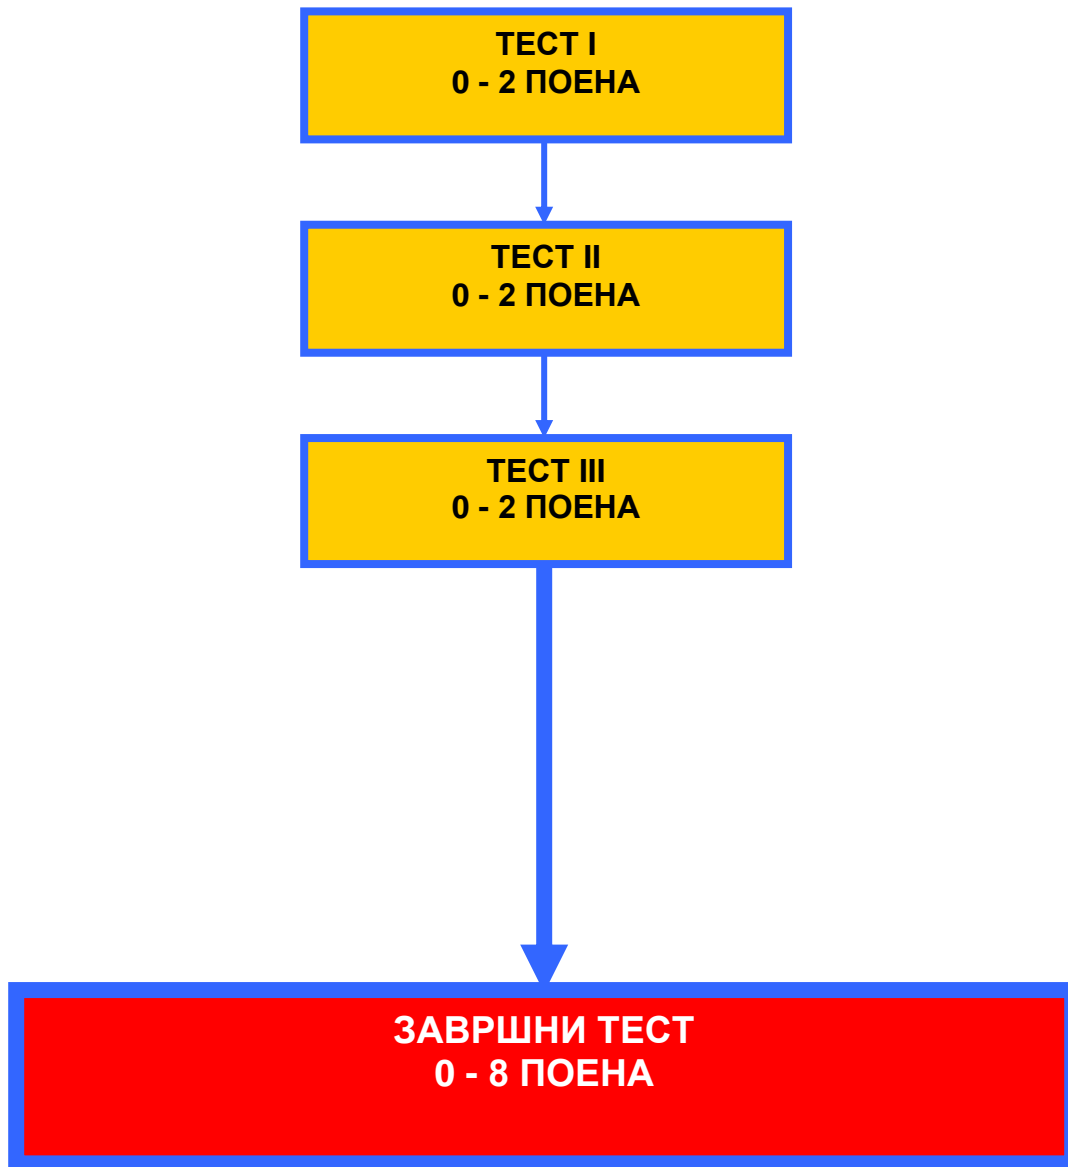 ТЕСТ I
0 - 2 ПОЕНА
ТЕСТ II
0 - 2 ПОЕНА
ТЕСТ III
0 - 2 ПОЕНА
ЗАВРШНИ ТЕСТ
0 - 8 ПОЕНА